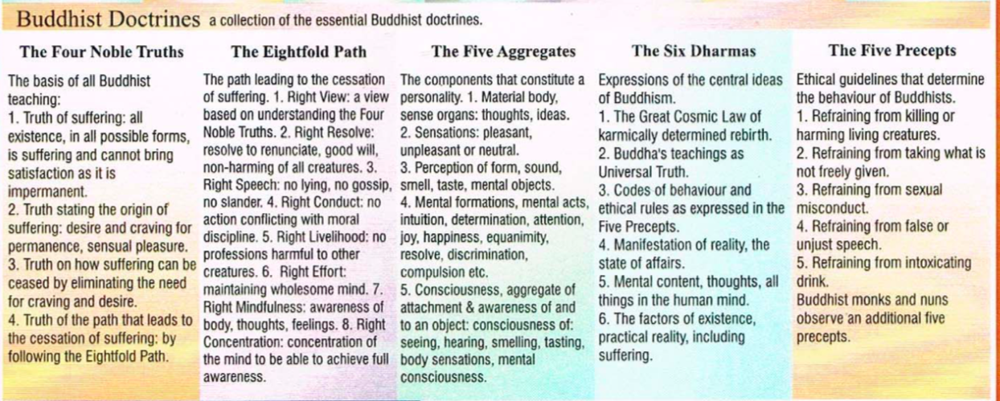 Buddhist Doctrines a collection of the essential Buddhist doctrines.
The Four Noble Truths
The basis of all Buddhist
teaching:
1. Truth of suffering: all
existence, in all possible forms,
is suffering and cannot bring
satisfaction as it is
impermanent.
2. Truth stating the origin of
suffering: desire and craving for
permanence, sensual pleasure.
3. Truth on how suffering can be
ceased by eliminating the need
for craving and desire.
4. Truth of the path that leads to
the cessation of suffering: by
following the Eightfold Path.
The Eightfold Path
The path leading to the cessation
of suffering. 1. Right View: a view
based on understanding the Four
Noble Truths. 2. Right Resolve:
resolve to renunciate, good will,
non-harming of all creatures. 3.
Right Speech: no lying, no gossip,
no slander. 4. Right Conduct: no
action conflicting with moral
discipline. 5. Right Livelihood: no
professions harmful to other
creatures. 6. Right Effort:
maintaining wholesome mind. 7.
Right Mindfulness: awareness of
body, thoughts, feelings. 8. Right
Concentration: concentration of
the mind to be able to achieve full
awareness.
The Five Aggregates
The components that constitute a
personality. 1. Material body,
sense organs: thoughts, ideas.
2. Sensations: pleasant,
unpleasant or neutral.
3. Perception of form, sound,
smell, taste, mental objects.
4. Mental formations, mental acts,
intuition, determination, attention,
joy, happiness, equanimity,
resolve, discrimination,
compulsion etc.
5. Consciousness, aggregate of
attachment & awareness of and
to an object: consciousness of:
seeing, hearing, smelling, tasting,
body sensations, mental
consciousness.
The Six Dharmas
Expressions of the central ideas
of Buddhism.
1. The Great Cosmic Law of
karmically determined rebirth.
2. Buddha's teachings as
Universal Truth.
3. Codes of behaviour and
ethical rules as expressed in the
Five Precepts.
4. Manifestation of reality, the
state of affairs.
5. Mental content, thoughts, all
things in the human mind.
6. The factors of existence,
practical reality, including
suffering.
The Five Precepts
Ethical guidelines that determine
the behaviour of Buddhists.
1. Refraining from killing or
harming living creatures.
2. Refraining from taking what is
not freely given.
3. Refraining from sexual
misconduct.
4. Refraining from false or
unjust speech.
5. Refraining from intoxicating
drink.
Buddhist monks and nuns
observe an additional five
precepts.